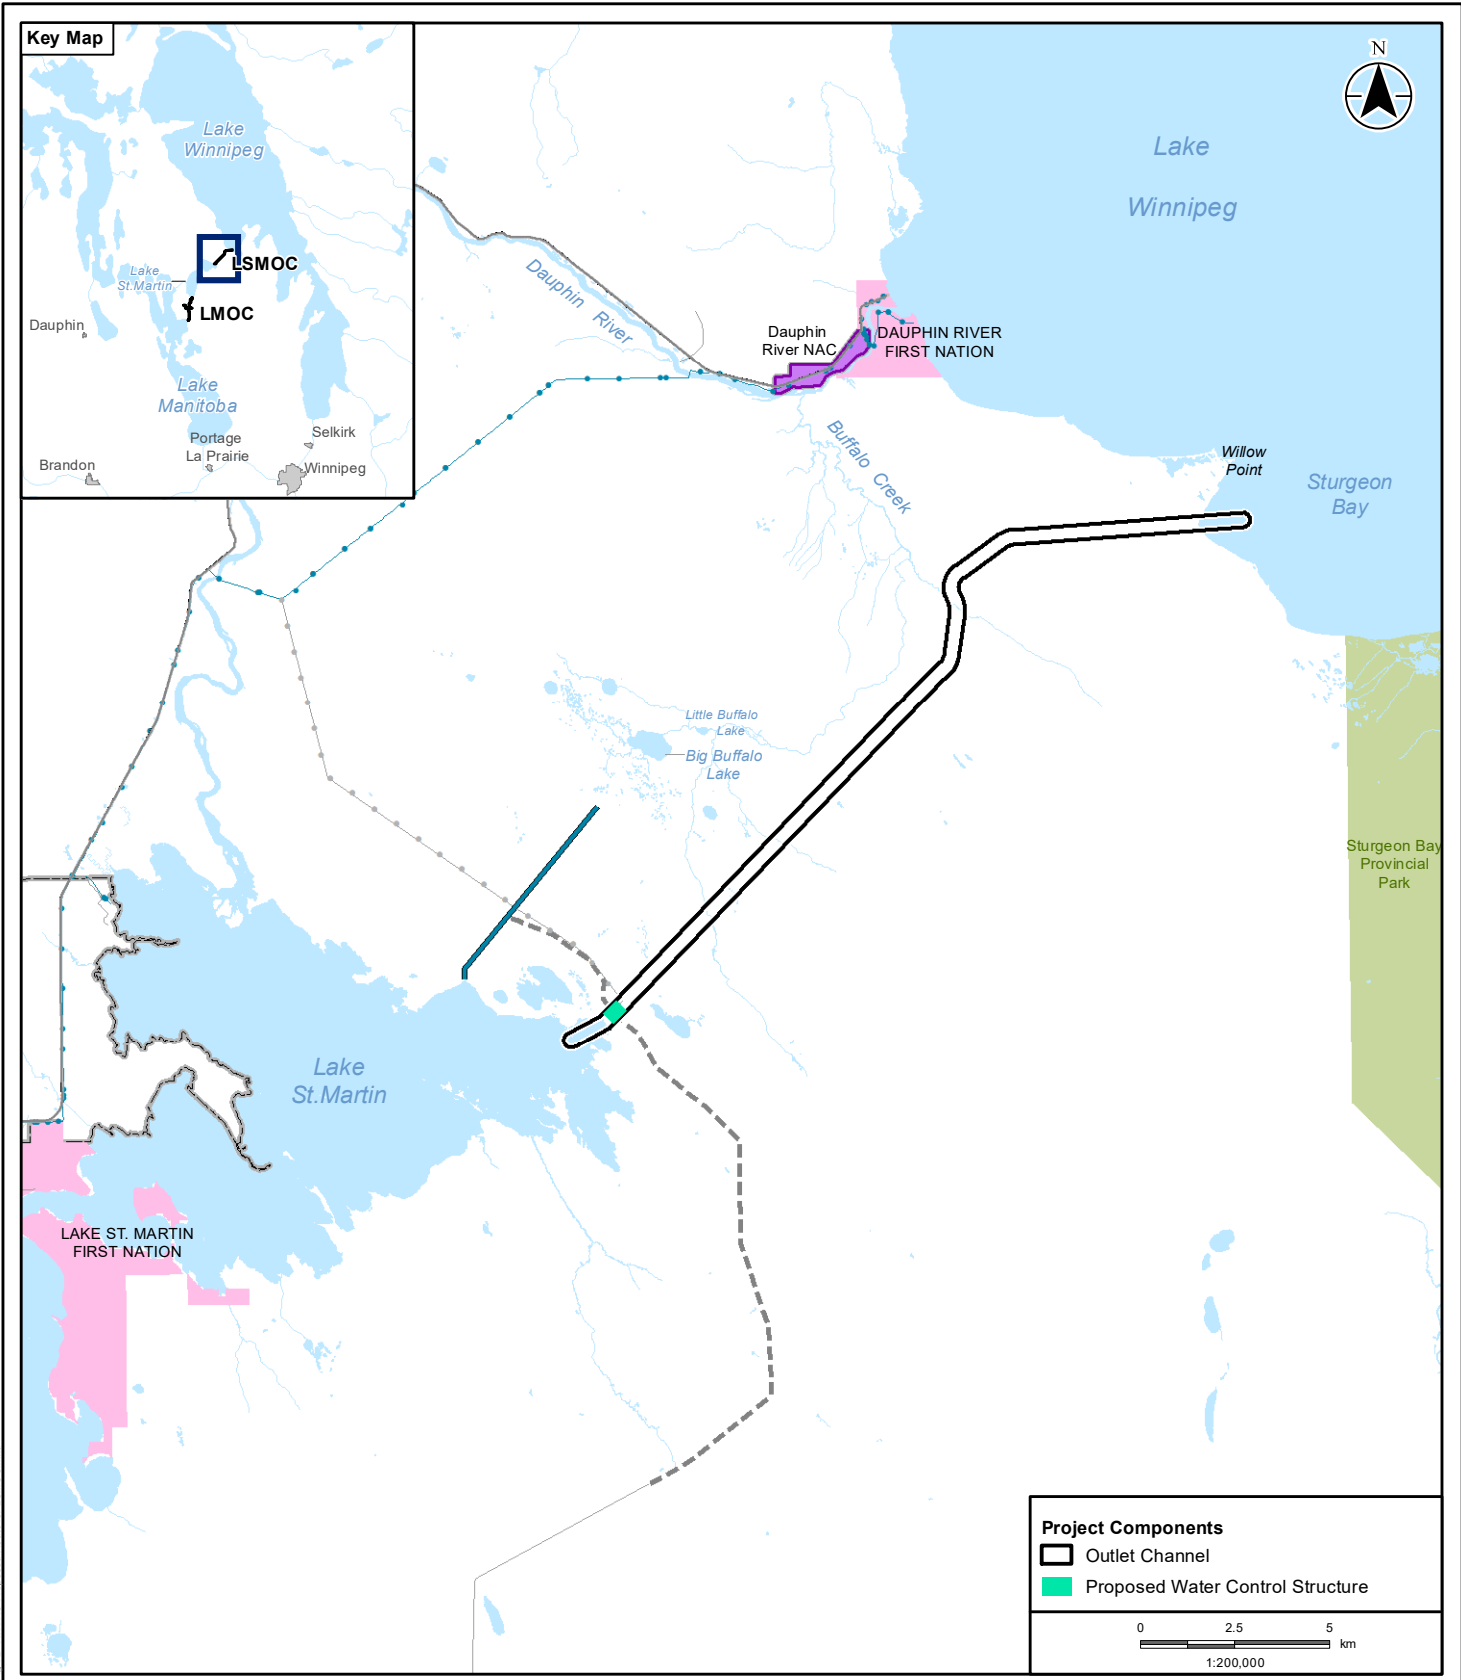 Key Map
N
Lake
Winnipeg
LSMOC
Lake
St.Martin
LMOC
Dauphin
Lake
Manitoba
Portage
La Prairie
Selkirk
Brandon
Winnipeg
Lake
Winnipeg
Dauphin River
Dauphin
River NAC
DAUPHIN RIVER
FIRST NATION
Buffalo Creek
Willow
Point
Sturgeon
Bay
Little Buffalo
Lake
Big Buffalo
Lake
Sturgeon Bay
Provincial
Park
Lake
St.Martin
LAKE ST. MARTIN
FIRST NATION
Project Components
Outlet Channel
Proposed Water Control Structure
0 2.5 5
km
1:200,000